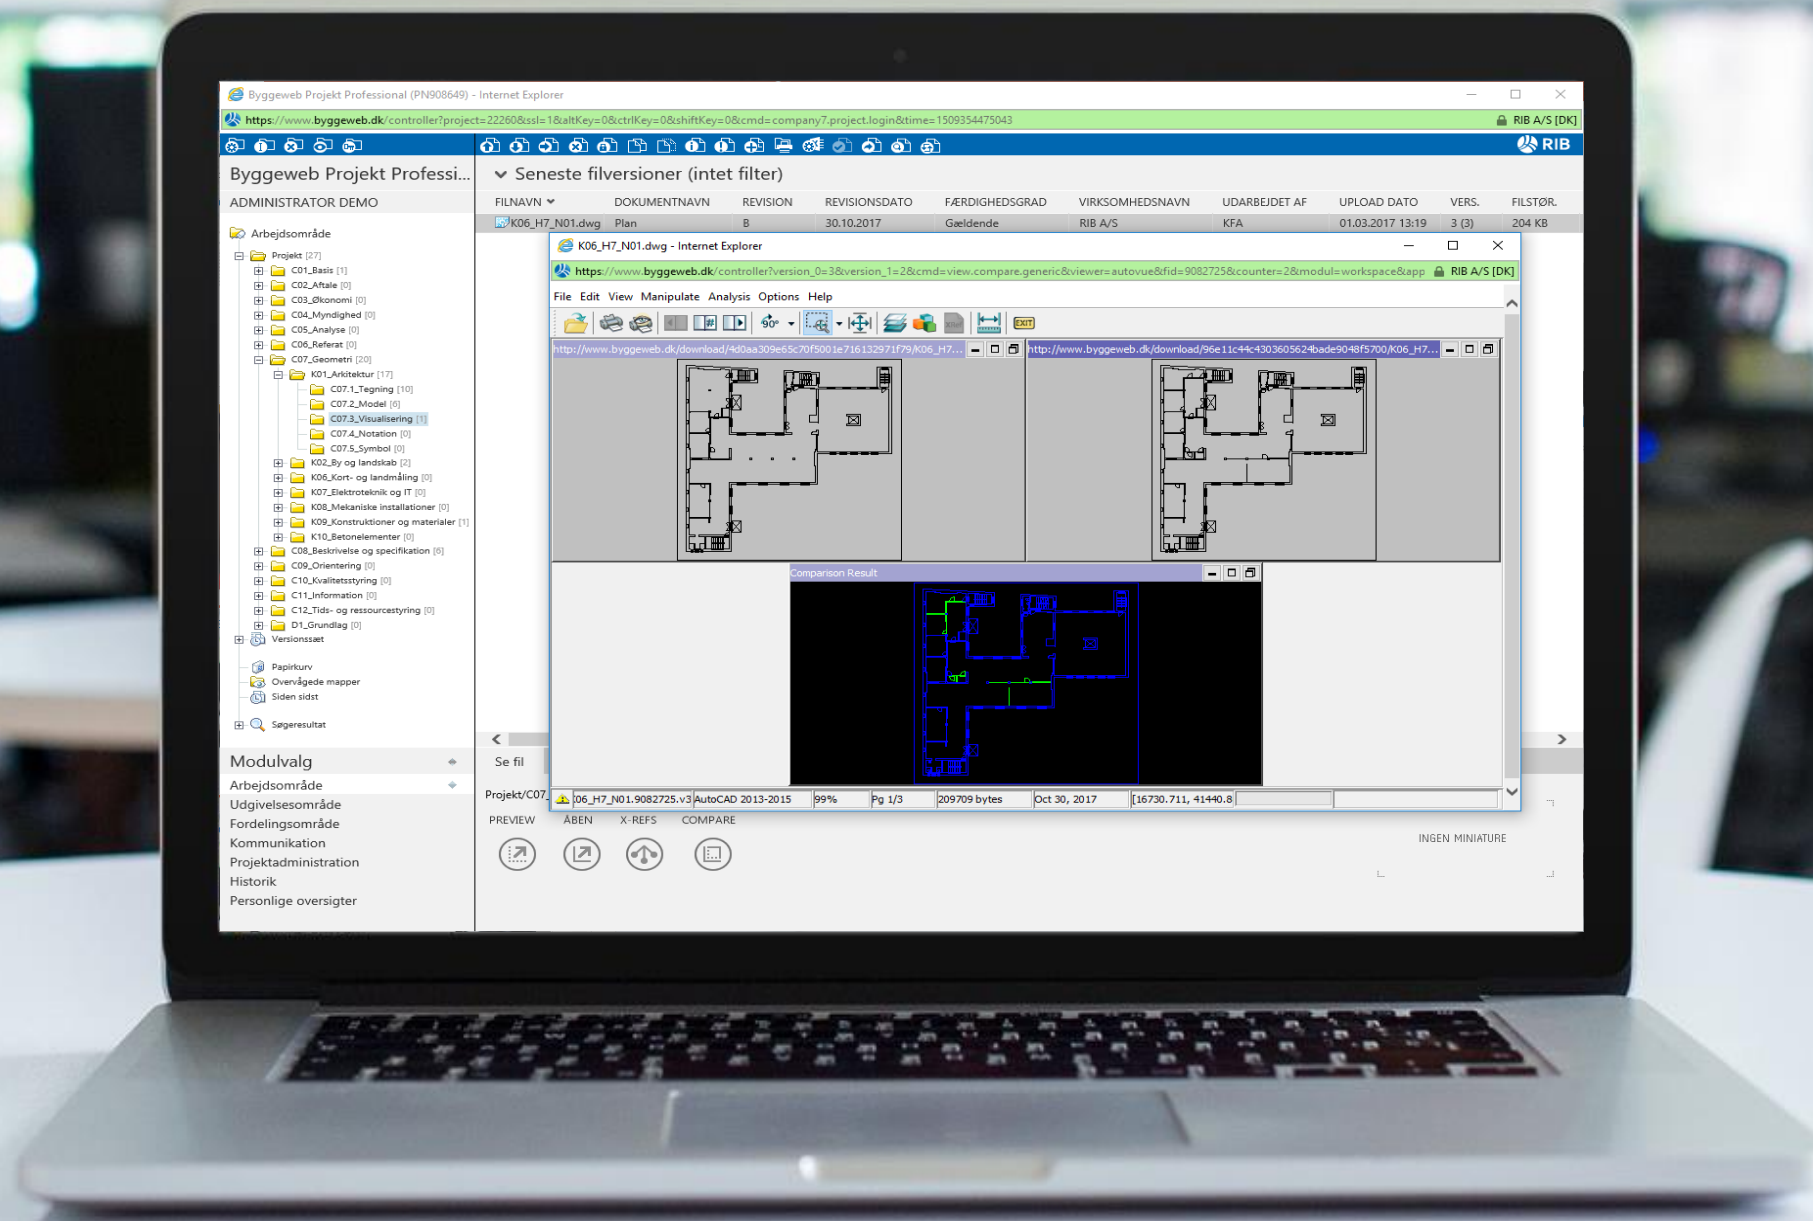 Byggeweb Projekt Professional (PN908649) - Internet Explorer
https://www.byggeweb.dk/controller?project=22260&ssl=1&altKey=0&ctrlKey=0&shiftKey=0&cmd=company7.project.login&time=1509354475043
RIB A/S [DK]
RIB
Byggeweb Projekt Professi...
ADMINISTRATOR DEMO
Arbejdsområde
Projekt [27]
C01_Basis [1]
C02_Aftale [0]
C03_Økonomi [0]
C04_Myndighed [0]
C05_Analyse [0]
C06_Referat [0]
C07_Geometri [20]
K01_Arkitektur [17]
C07.1_Tegning [10]
C07.2_Model [6]
C07.3_Visualisering [1]
C07.4_Notation [0]
C07.5_Symbol [0]
K02_By og landskab [2]
K06_Kort- og landmåling [0]
K07_Elektroteknik og IT [0]
K08_Mekaniske installationer [0]
K09_Konstruktioner og materialer [1]
K10_Betonelementer [0]
C08_Beskrivelse og specifikation [6]
C09_Orientering [0]
C10_Kvalitetsstyring [0]
C11_Information [0]
C12_Tids- og ressourcestyring [0]
D1_Grundlag [0]
Versionssæt
Papirkurv
Overvågede mapper
Siden sidst
Søgeresultat
Modulvalg
Arbejdsområde
Udgivelsesområde
Fordelingsområde
Kommunikation
Projektadministration
Historik
Personlige oversigter
Seneste filversioner (intet filter)
FILNAVN DOKUMENTNAVN REVISION REVISIONSDATO FÆRDIGHEDSGRAD VIRKSOMHEDSNAVN UDARBEJDET AF UPLOAD DATO VERS. FILSTØR.
K06_H7_N01.dwg Plan B 30.10.2017 Gældende RIB A/S KFA 01.03.2017 13:19 3 (3) 204 KB
K06_H7_N01.dwg - Internet Explorer
https://www.byggeweb.dk/controller?version_0=3&version_1=2&cmd=view.compare.generic&viewer=autovue&fid=9082725&counter=2&modul=workspace&app
RIB A/S [DK]
File Edit View Manipulate Analysis Options Help
90°
EXIT
http://www.byggeweb.dk/download/4d0aa309e65c70f5001e716132971f79/K06_H7...
http://www.byggeweb.dk/download/96e11c44c4303605624bade9048f5700/K06_H7...
Comparison Result
06_H7_N01.9082725.v3 AutoCAD 2013-2015 99% Pg 1/3 209709 bytes Oct 30, 2017 [16730.711, 41440.8
Se fil
Projekt/C07_
PREVIEW ÅBEN X-REFS COMPARE
INGEN MINIATURE